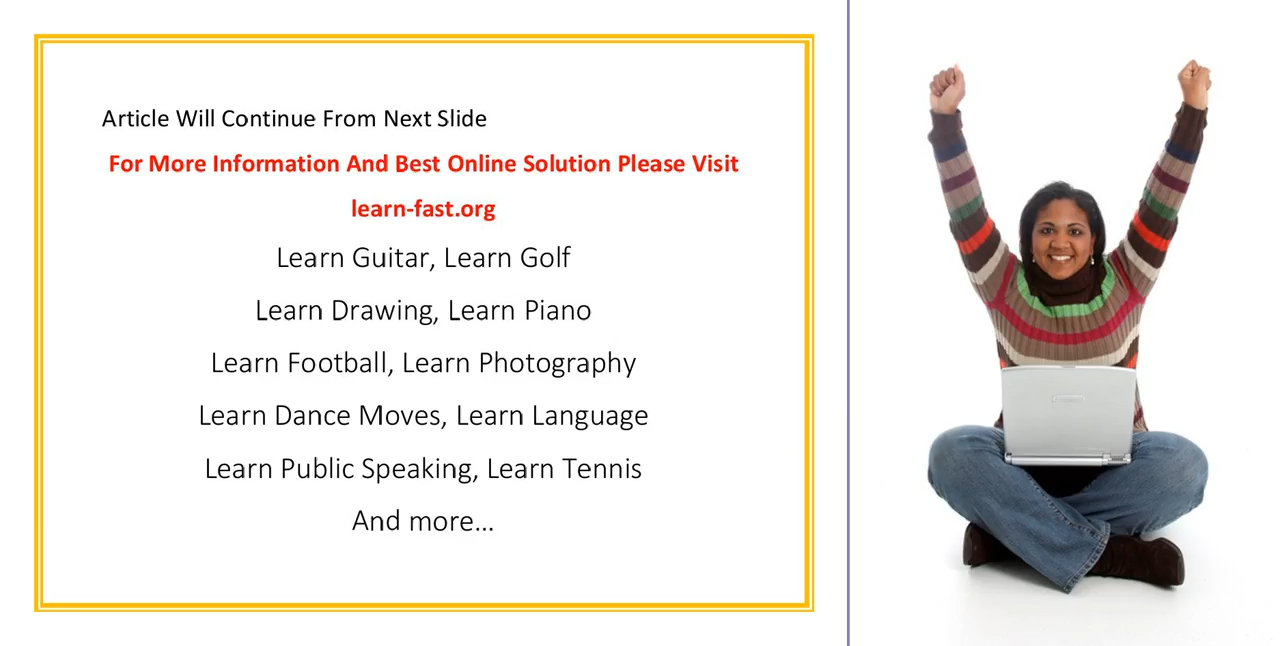 Article Will Continue From Next Slide
For More Information And Best Online Solution Please Visit
learn-fast.org
Learn Guitar, Learn Golf
Learn Drawing, Learn Piano
Learn Football, Learn Photography
Learn Dance Moves, Learn Language
Learn Public Speaking, Learn Tennis
And more…